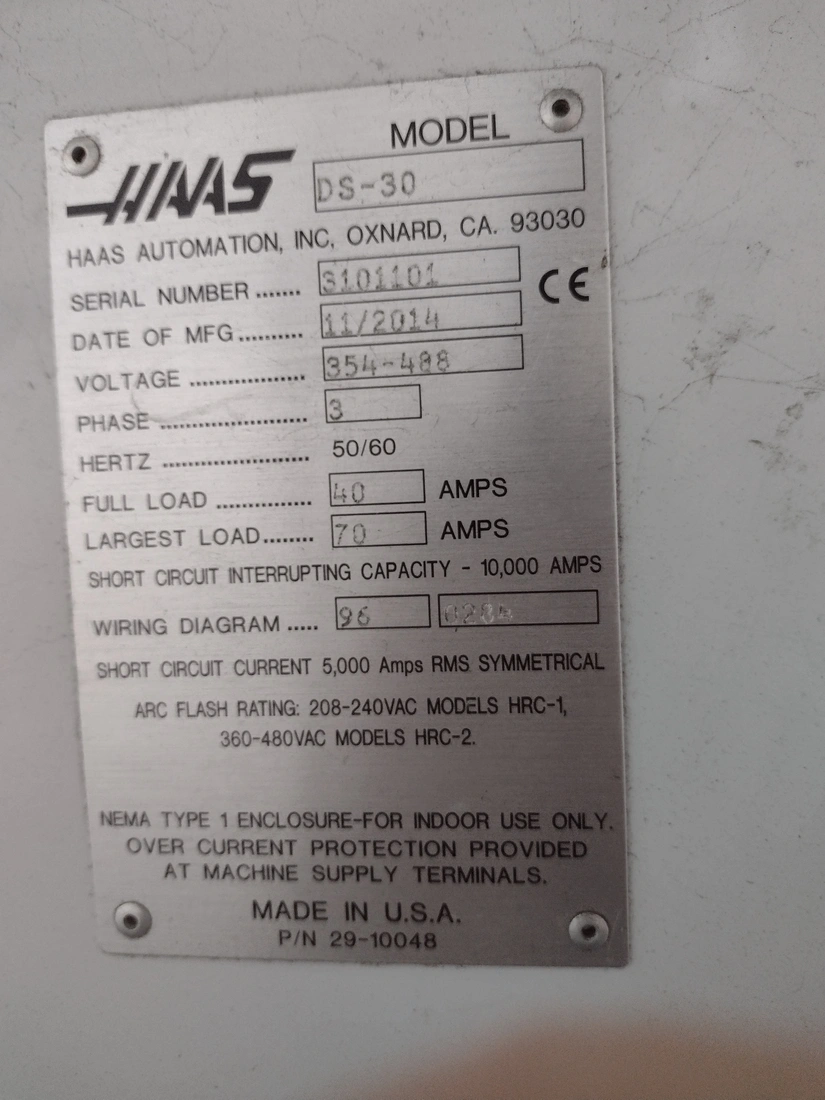 MODEL
HAAS DS-30
HAAS AUTOMATION, INC, OXNARD, CA. 93030
SERIAL NUMBER ....... 3101101
CE
DATE OF MFG.......... 11/2014
VOLTAGE .................. 354-488
PHASE ...................... 3
HERTZ ...................... 50/60
FULL LOAD ............... 40 AMPS
LARGEST LOAD........ 70 AMPS
SHORT CIRCUIT INTERRUPTING CAPACITY - 10,000 AMPS
WIRING DIAGRAM ..... 96
SHORT CIRCUIT CURRENT 5,000 Amps RMS SYMMETRICAL
ARC FLASH RATING: 208-240VAC MODELS HRC-1,
360-480VAC MODELS HRC-2.
NEMA TYPE 1 ENCLOSURE-FOR INDOOR USE ONLY.
OVER CURRENT PROTECTION PROVIDED
AT MACHINE SUPPLY TERMINALS.
MADE IN U.S.A.
P/N 29-10048